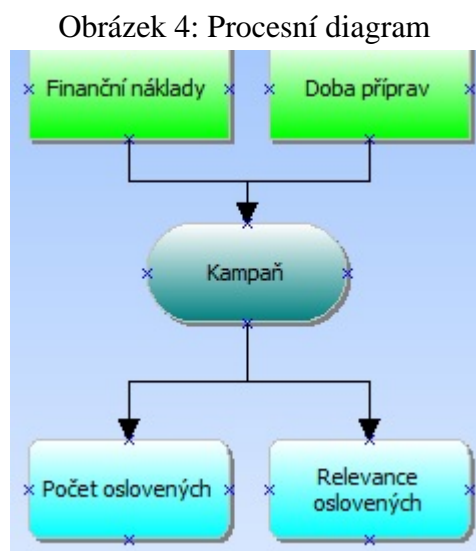 Obrázek 4: Procesní diagram
Finanční náklady
Doba příprav
Kampaň
Počet oslovených
Relevance
oslovených